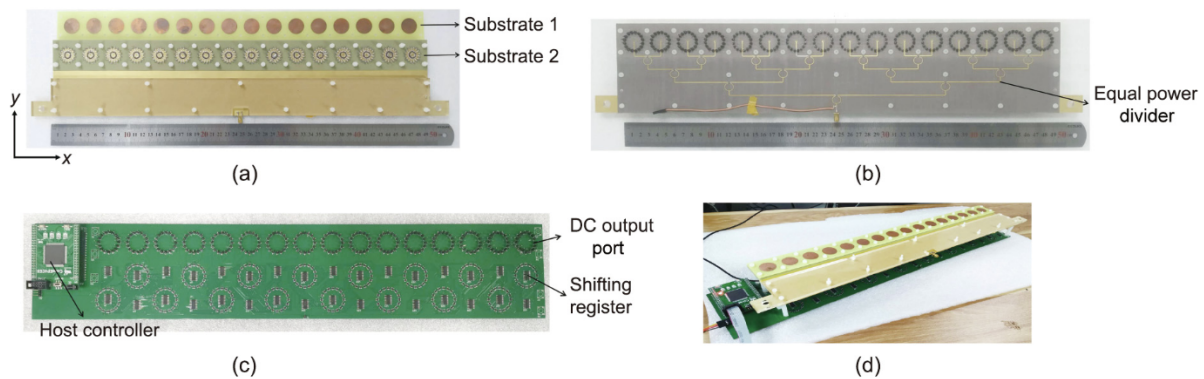 Substrate 1
Substrate 2
y
x
(a)
Equal power
divider
(b)
DC output
port
Shifting
register
Host controller
(c)
(d)